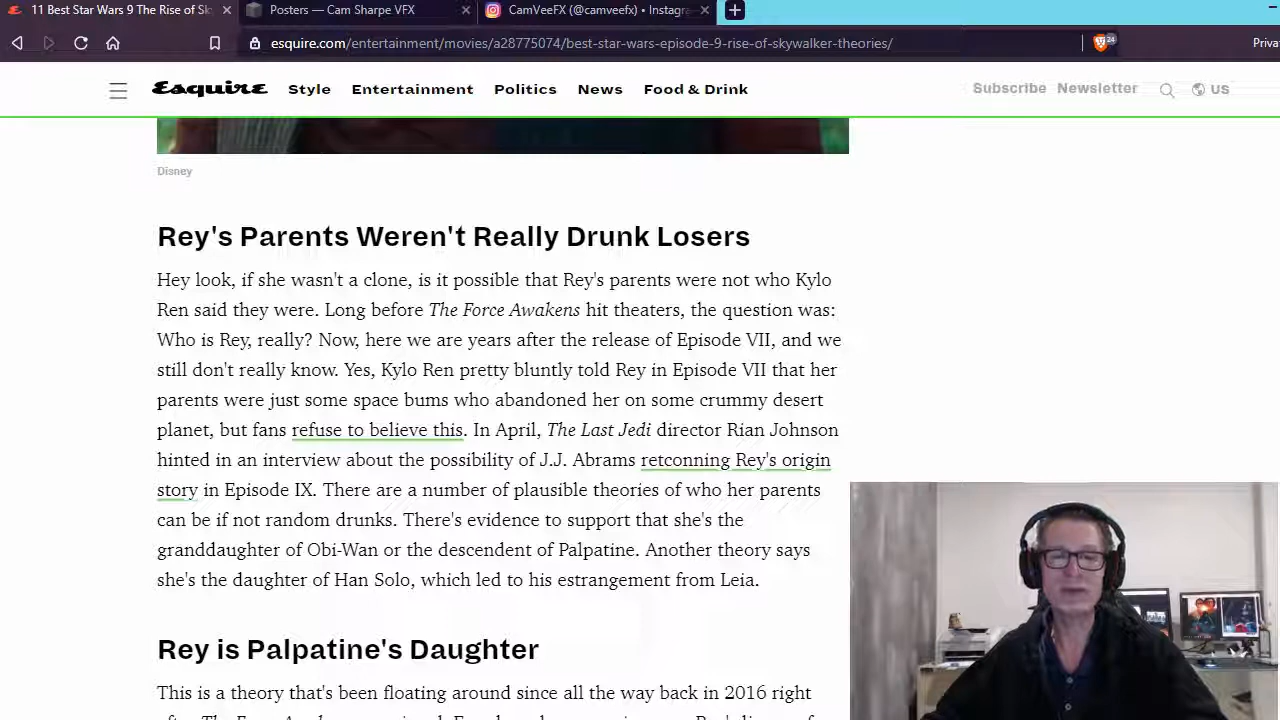 11 Best Star Wars 9 The Rise of Sk
Posters — Cam Sharpe VFX
CamVeeFX (@camveefx) • Instagr
esquire.com/entertainment/movies/a28775074/best-star-wars-episode-9-rise-of-skywalker-theories/
24
Priva
Esquire Style Entertainment Politics News Food & Drink Subscribe Newsletter US
Disney
Rey's Parents Weren't Really Drunk Losers
Hey look, if she wasn't a clone, is it possible that Rey's parents were not who Kylo
Ren said they were. Long before The Force Awakens hit theaters, the question was:
Who is Rey, really? Now, here we are years after the release of Episode VII, and we
still don't really know. Yes, Kylo Ren pretty bluntly told Rey in Episode VII that her
parents were just some space bums who abandoned her on some crummy desert
planet, but fans refuse to believe this. In April, The Last Jedi director Rian Johnson
hinted in an interview about the possibility of J.J. Abrams retconning Rey's origin
story in Episode IX. There are a number of plausible theories of who her parents
can be if not random drunks. There's evidence to support that she's the
granddaughter of Obi-Wan or the descendent of Palpatine. Another theory says
she's the daughter of Han Solo, which led to his estrangement from Leia.
Rey is Palpatine's Daughter
This is a theory that's been floating around since all the way back in 2016 right